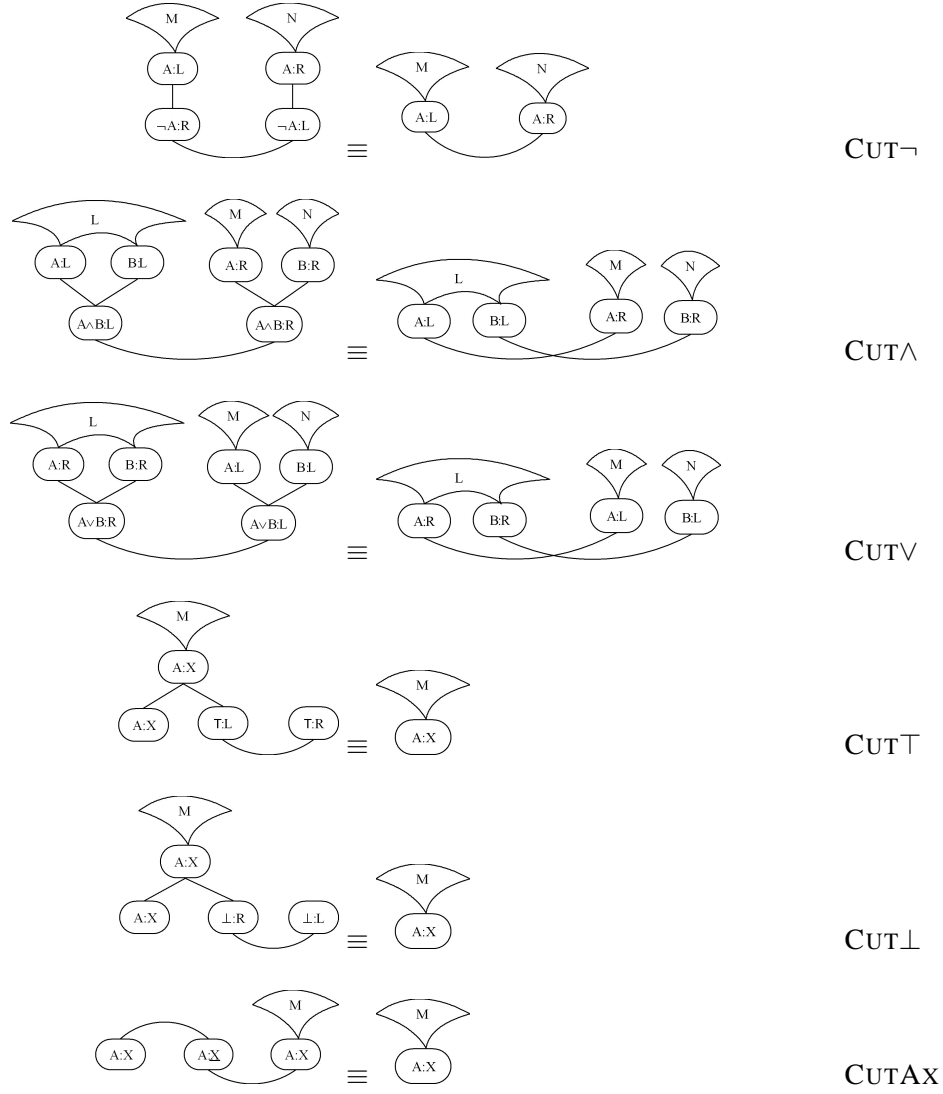 M N
A:L A:R
M N
¬A:R ¬A:L
A:L A:R
≡ CUT¬
L M N
A:L B:L A:R B:R
M N
L
A∧B:L A∧B:R
A:L B:L A:R B:R
≡ CUT∧
L M N
A:R B:R A:L B:L
M N
L
A∨B:R A∨B:L
A:R B:R A:L B:L
≡ CUT∨
M
A:X
M
A:X ⊤:L ⊤:R
≡ A:X CUT⊤
M
A:X
M
A:X ⊥:R ⊥:L
≡ A:X CUT⊥
M M
A:X A:X̲ A:X
≡ A:X CUTAX